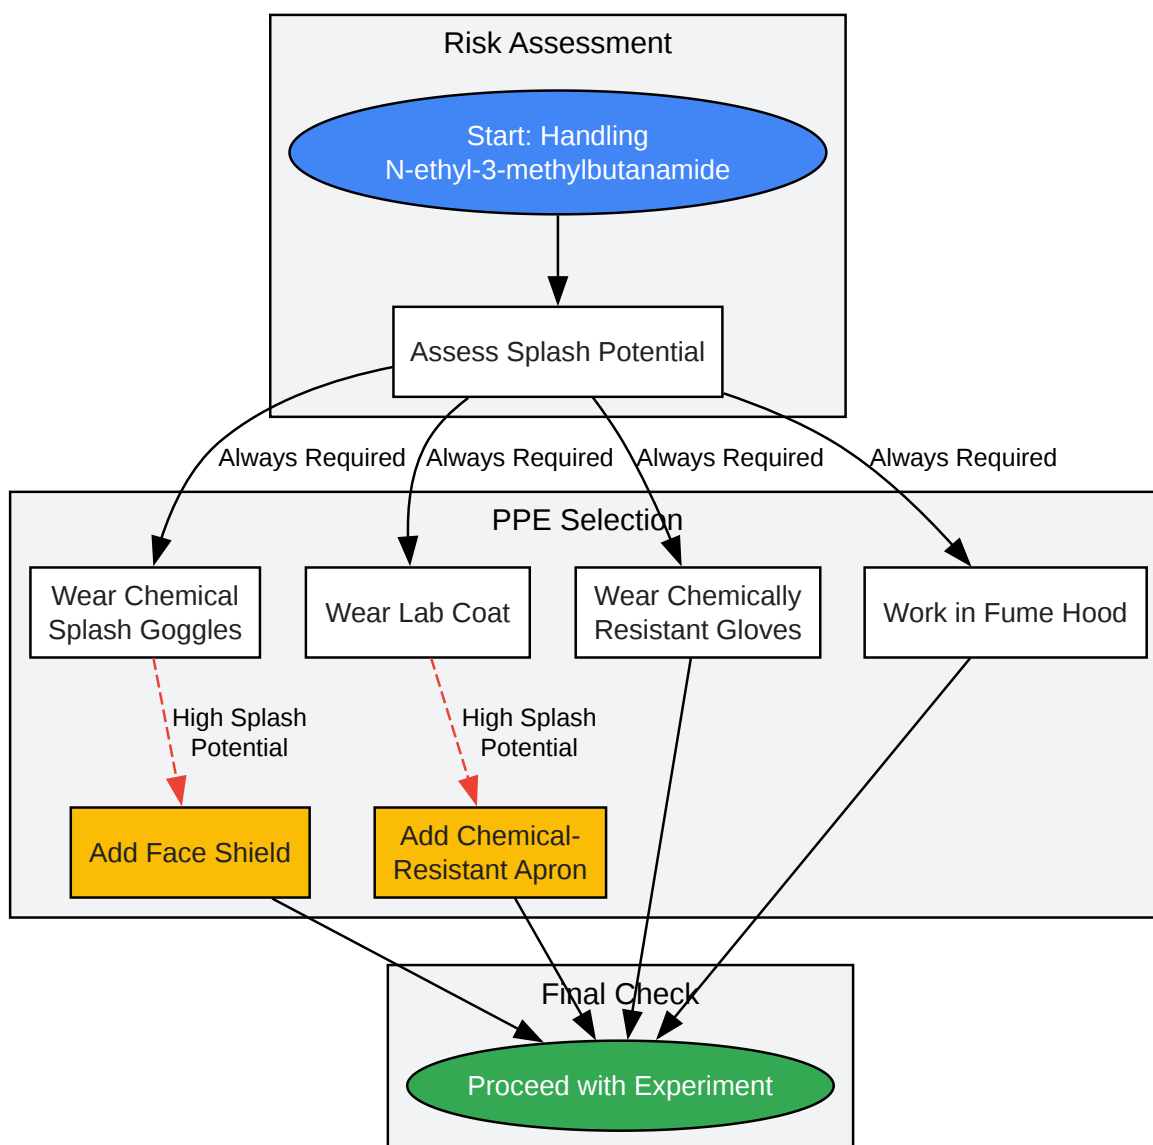 Risk Assessment
Start: Handling
N-ethyl-3-methylbutanamide
Assess Splash Potential
Always Required
Always Required
Always Required
Always Required
PPE Selection
Wear Chemical
Splash Goggles
Wear Lab Coat
Wear Chemically
Resistant Gloves
Work in Fume Hood
High Splash
Potential
High Splash
Potential
Add Face Shield
Add Chemical-
Resistant Apron
Final Check
Proceed with Experiment